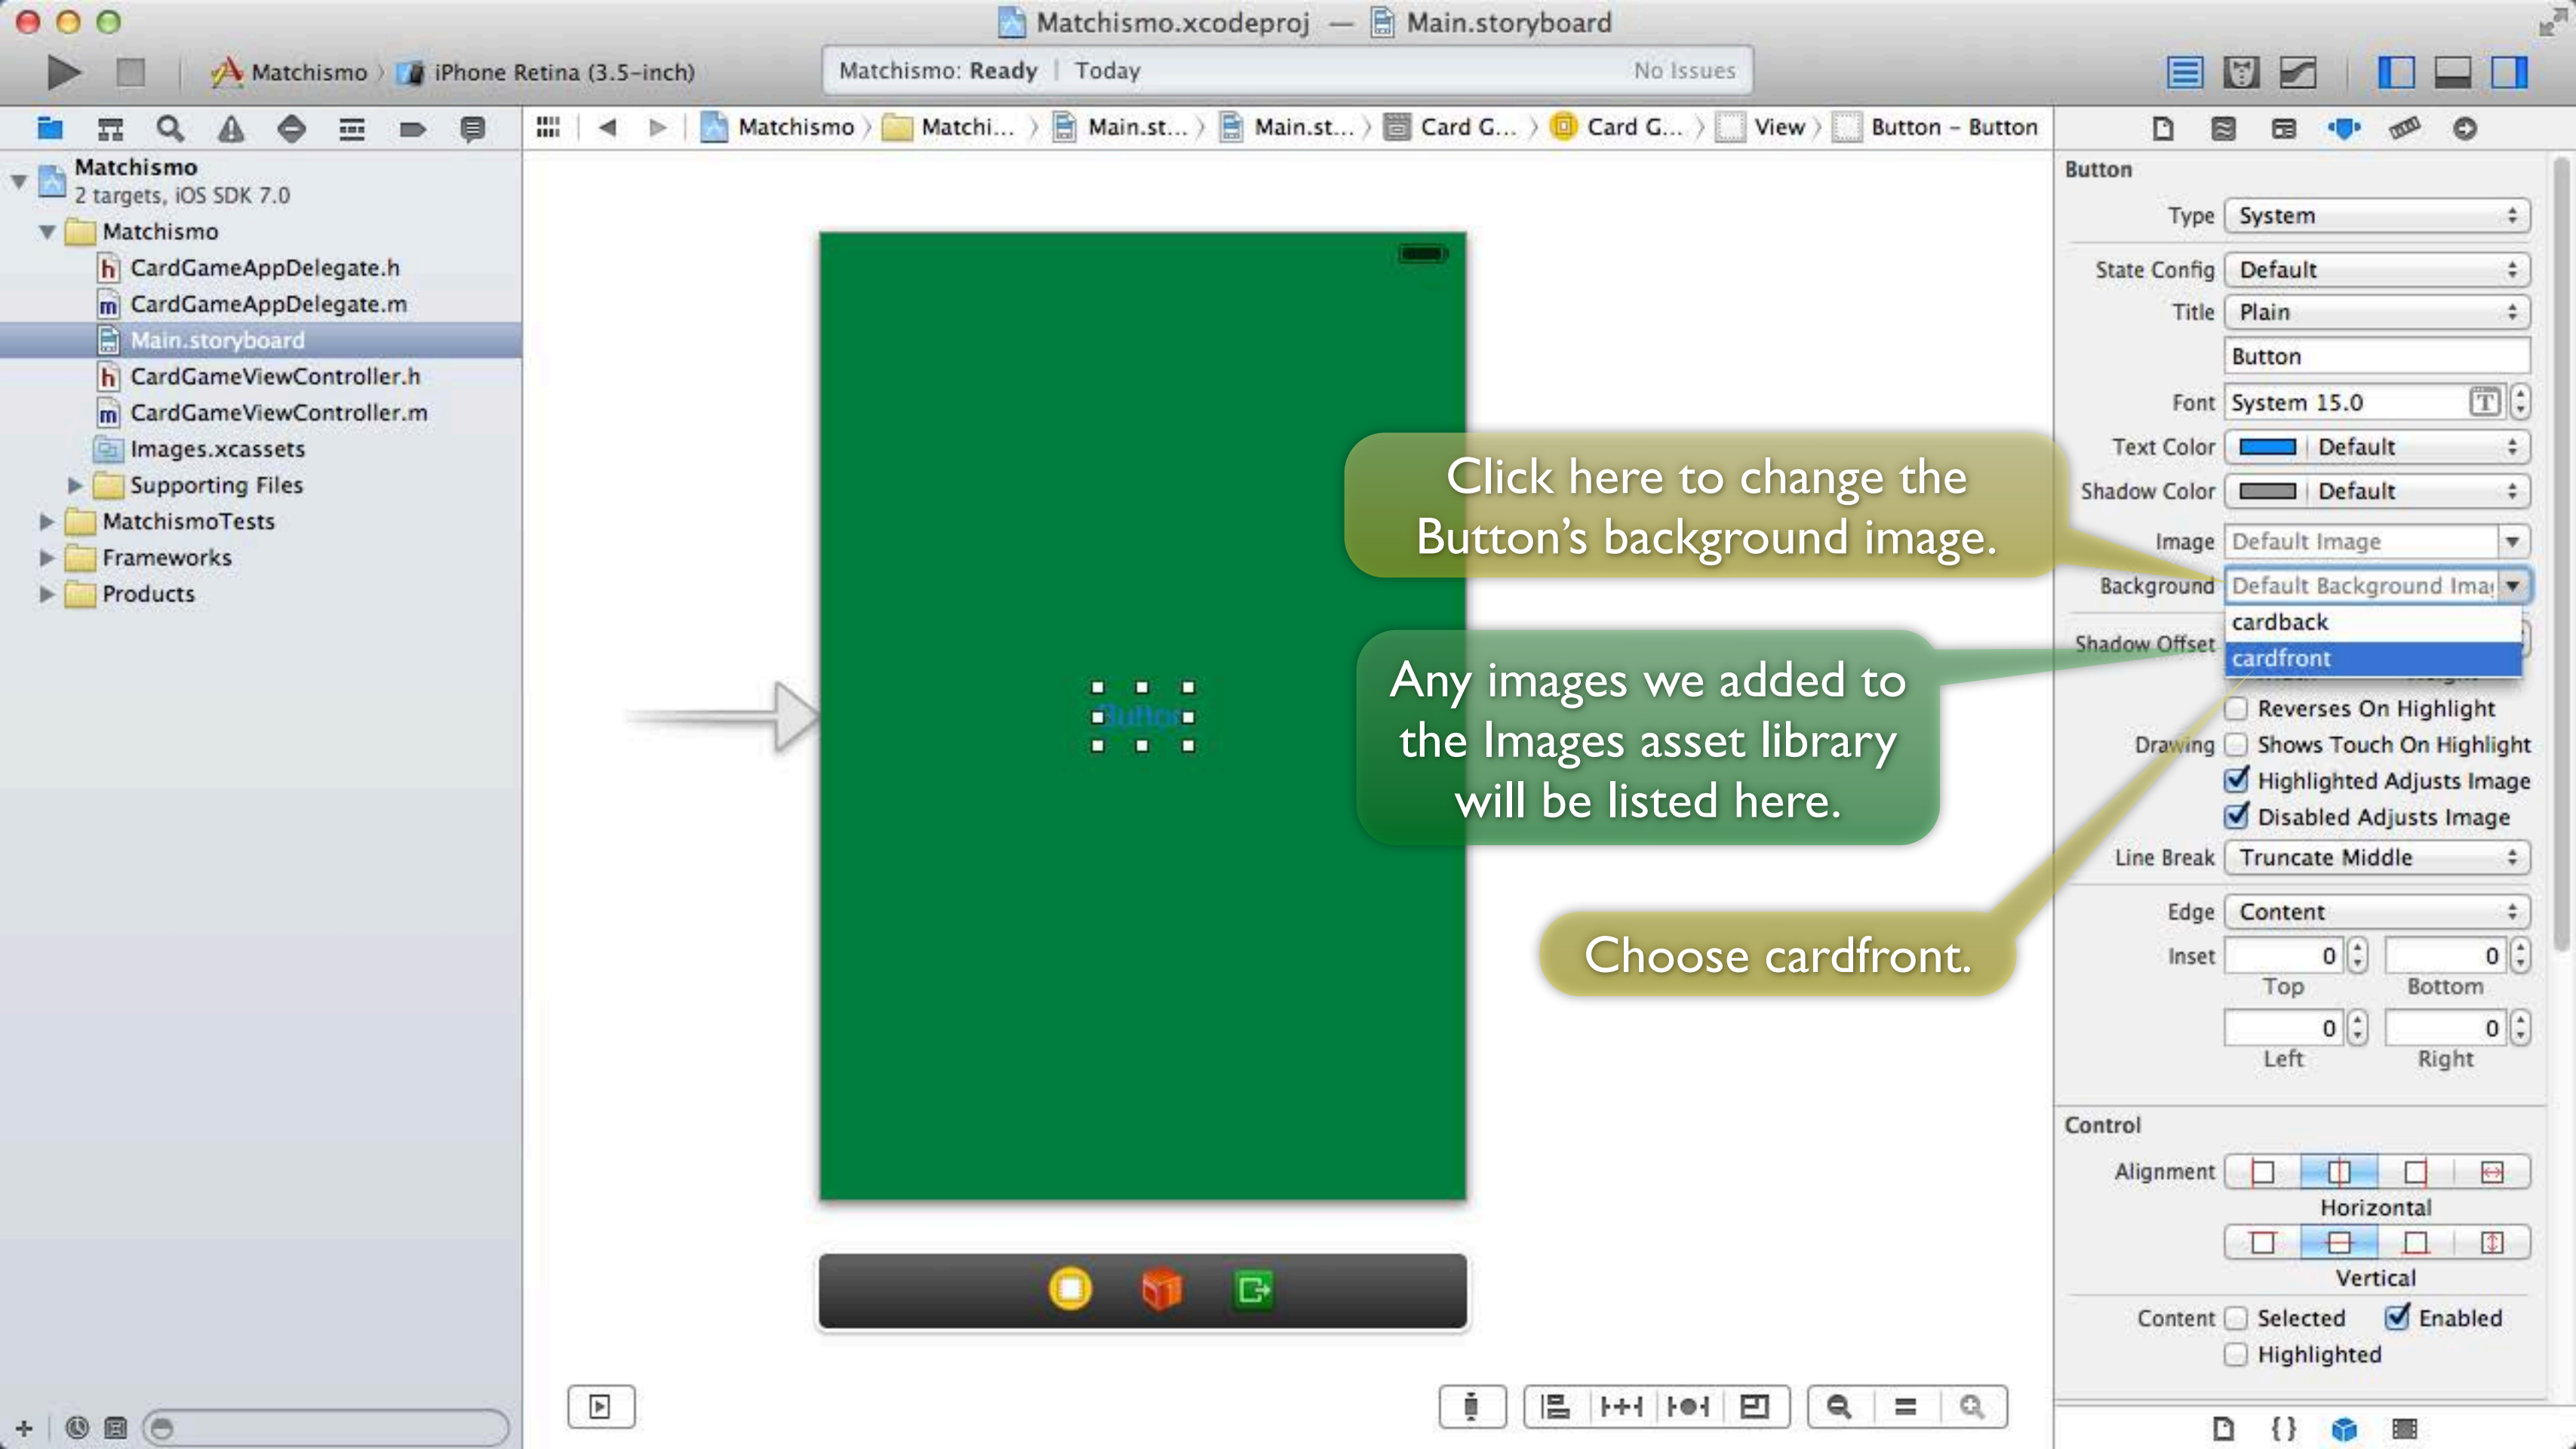 Matchismo.xcodeproj — Main.storyboard
Matchismo
iPhone Retina (3.5-inch)
Matchismo: Ready | Today
No Issues
Matchismo
Matchi...
Main.st...
Main.st...
Card G...
Card G...
View
Button – Button
Matchismo
2 targets, iOS SDK 7.0
Matchismo
h CardGameAppDelegate.h
m CardGameAppDelegate.m
Main.storyboard
h CardGameViewController.h
m CardGameViewController.m
Images.xcassets
Supporting Files
MatchismoTests
Frameworks
Products
Button
Click here to change the
Button's background image.
Any images we added to
the Images asset library
will be listed here.
Choose cardfront.
Button
Type System
State Config Default
Title Plain
Button
Font System 15.0 T
Text Color Default
Shadow Color Default
Image Default Image
Background Default Background Ima
cardback
Shadow Offset
cardfront
Reverses On Highlight
Drawing Shows Touch On Highlight
Highlighted Adjusts Image
Disabled Adjusts Image
Line Break Truncate Middle
Edge Content
Inset 0 0
Top Bottom
0 0
Left Right
Control
Alignment
Horizontal
Vertical
Content Selected Enabled
Highlighted
{}